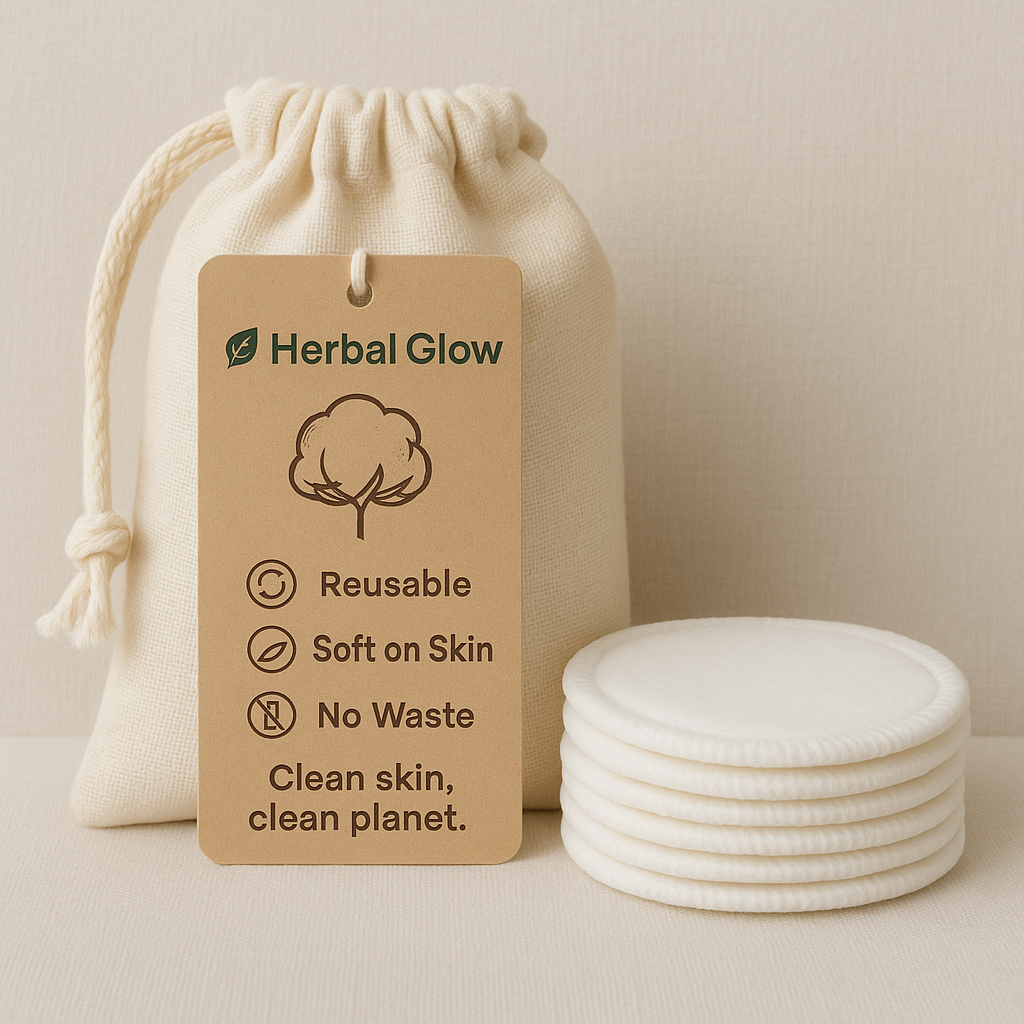 Herbal Glow
Reusable
Soft on Skin
No Waste
Clean skin,
clean planet.